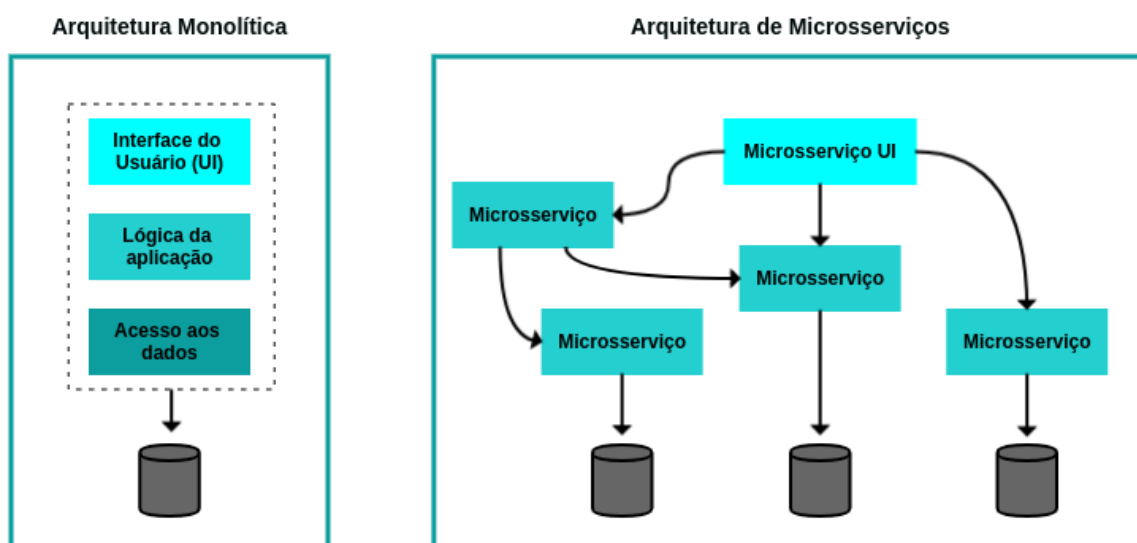 Arquitetura Monolítica
Interface do
Usuário (UI)
Lógica da
aplicação
Acesso aos
dados
Arquitetura de Microsserviços
Microsserviço UI
Microsserviço
Microsserviço
Microsserviço
Microsserviço